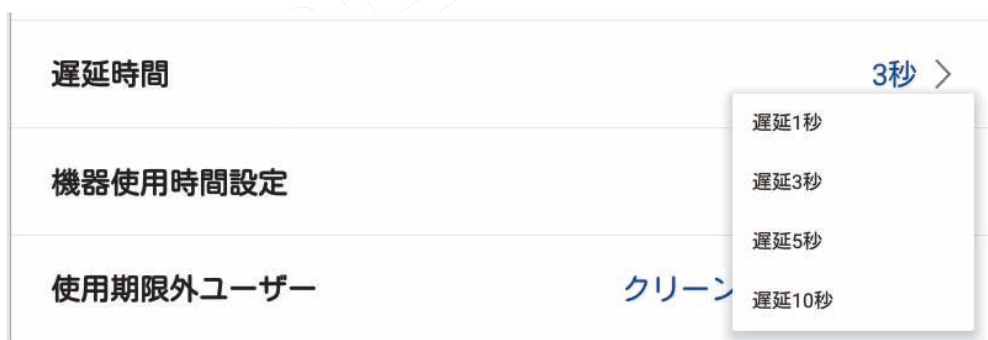 遅延時間
3秒
遅延1秒
遅延3秒
遅延5秒
遅延10秒
機器使用時間設定
使用期限外ユーザー
クリーン